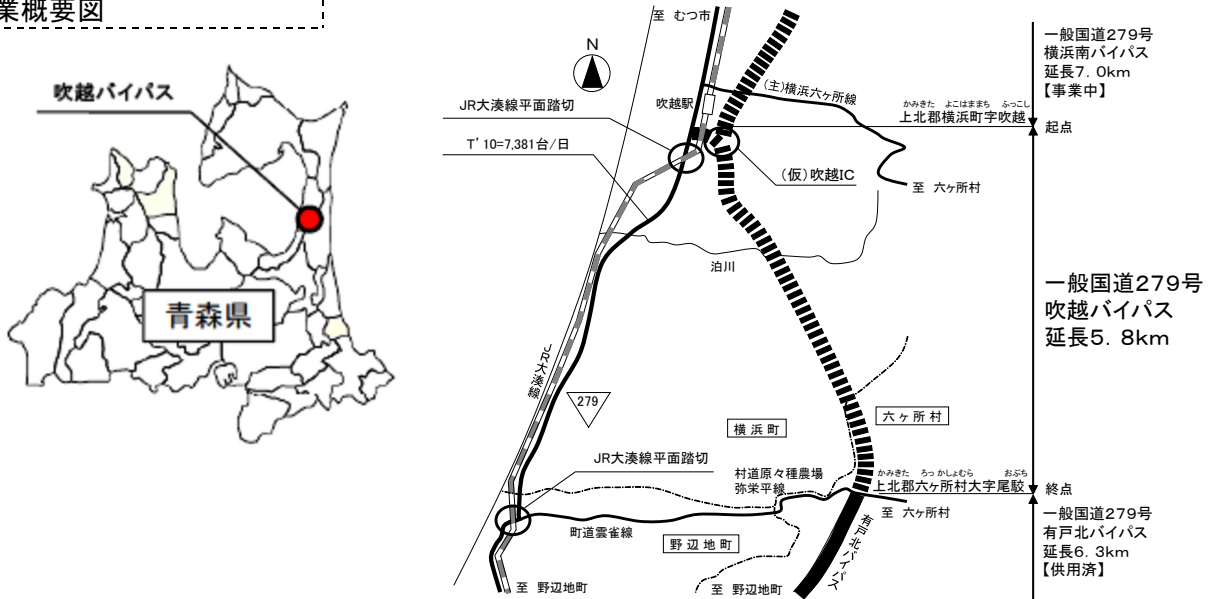 業概要図
吹越バイパス
青森県
至 むつ市
N
JR大湊線平面踏切
吹越駅
(主)横浜六ヶ所線
T' 10=7,381台/日
(仮)吹越IC
至 六ヶ所村
泊川
JR大湊線
279
横浜町
六ヶ所村
JR大湊線平面踏切
村道原々種農場
弥栄平線
町道雲雀線
野辺地町
至 六ヶ所村
有戸北バイパス
至 野辺地町
至 野辺地町
一般国道279号
横浜南バイパス
延長7.0km
【事業中】
かみきた よこはままち ふっこし
上北郡横浜町字吹越
起点
一般国道279号
吹越バイパス
延長5.8km
かみきた ろっかしょむら おぶち
上北郡六ヶ所村大字尾駮
終点
一般国道279号
有戸北バイパス
延長6.3km
【供用済】